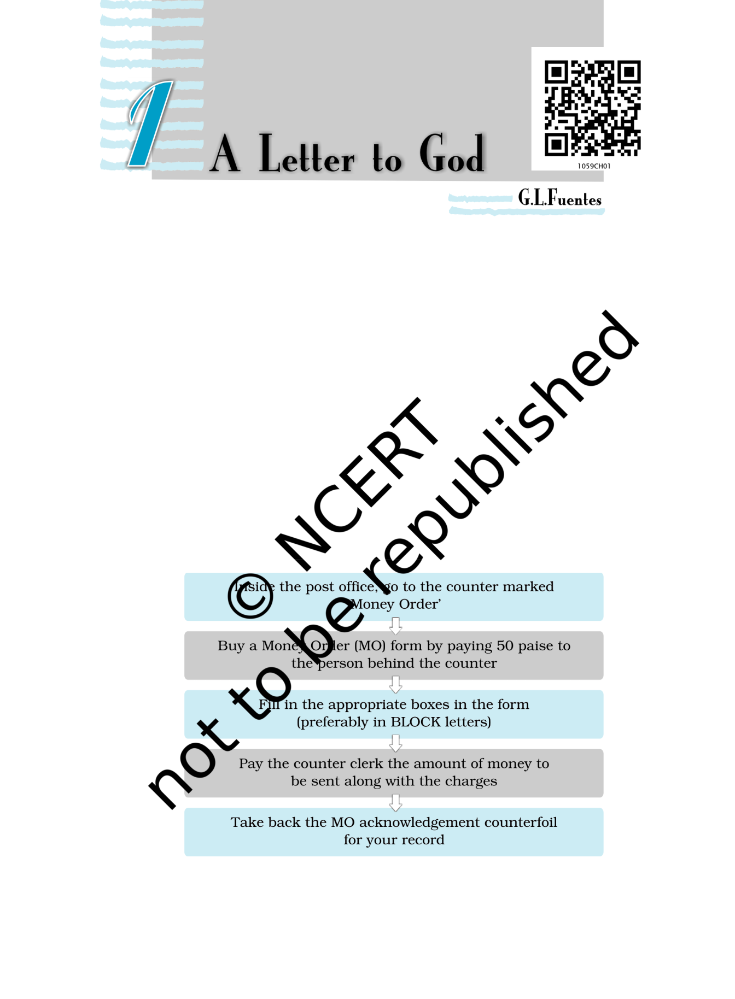 1
A Letter to God
1059CH01
G.L.Fuentes
© NCERT
not to be republished
Inside the post office, go to the counter marked
‘Money Order’
Buy a Money Order (MO) form by paying 50 paise to
the person behind the counter
Fill in the appropriate boxes in the form
(preferably in BLOCK letters)
Pay the counter clerk the amount of money to
be sent along with the charges
Take back the MO acknowledgement counterfoil
for your record